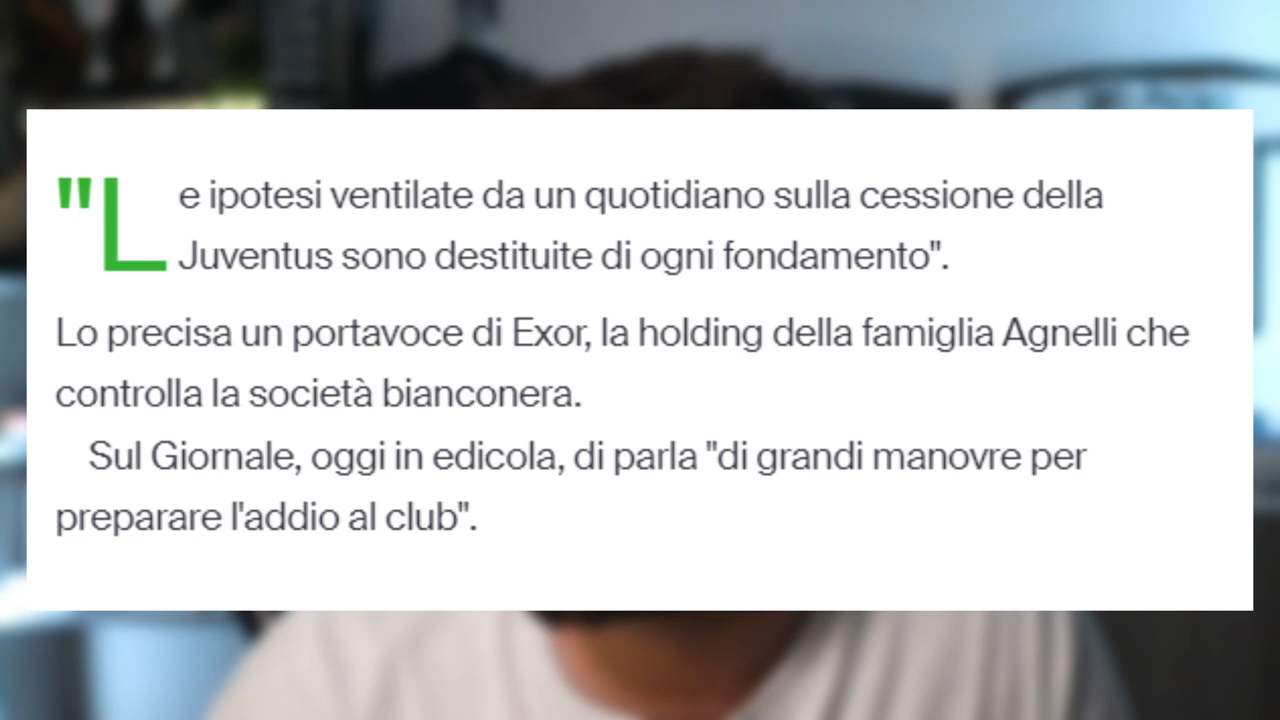 "Le ipotesi ventilate da un quotidiano sulla cessione della
Juventus sono destituite di ogni fondamento".
Lo precisa un portavoce di Exor, la holding della famiglia Agnelli che
controlla la società bianconera.
Sul Giornale, oggi in edicola, di parla "di grandi manovre per
preparare l'addio al club".